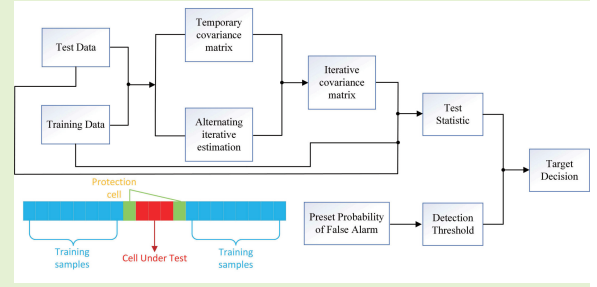 Temporary
covariance
matrix
Test Data
Iterative
covariance
matrix
Test
Statistic
Training Data
Alternating
iterative
estimation
Target
Decision
Protection
cell
Preset Probability
of False Alarm
Detection
Threshold
Training
samples
Cell Under Test
Training
samples